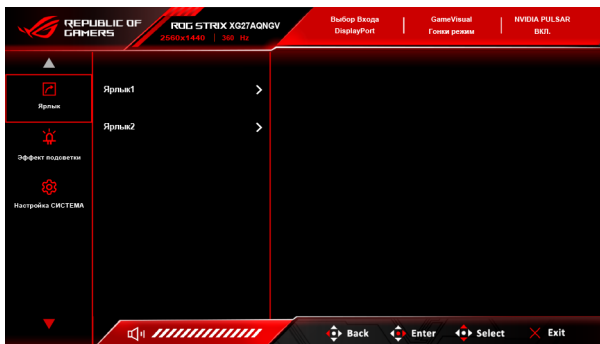 REPUBLIC OF
GAMERS
ROG STRIX XG27AQNGV
2560x1440 360 Hz
Выбор Входа
DisplayPort
GameVisual
Гонки режим
NVIDIA PULSAR
ВКЛ.
Ярлык
Ярлык1
Ярлык2
Эффект подсветки
Настройка СИСТЕМА
Back
Enter
Select
Exit